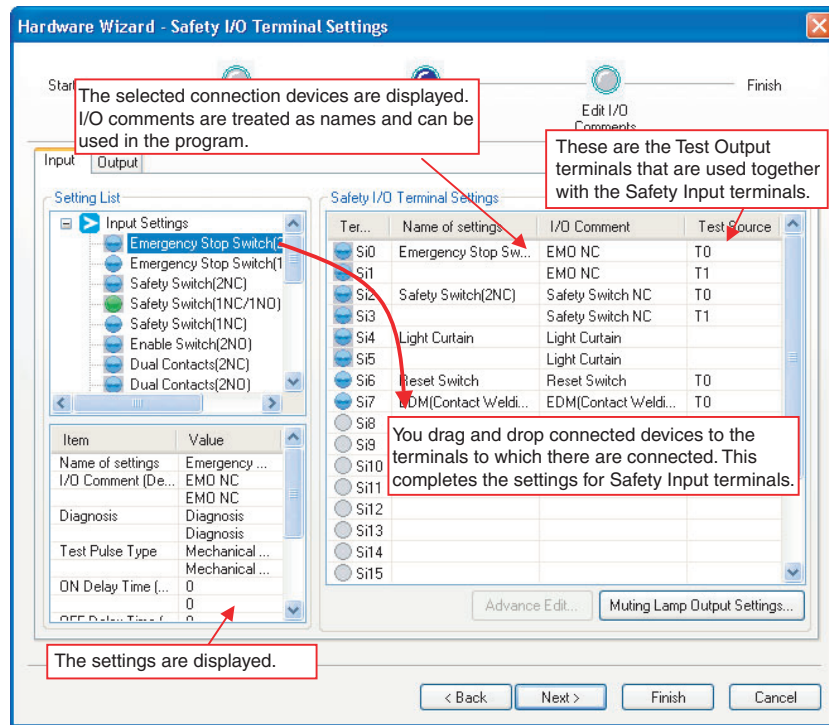 Hardware Wizard - Safety I/O Terminal Settings
Start
Finish
Edit I/O
Comments
The selected connection devices are displayed.
I/O comments are treated as names and can be
used in the program.
These are the Test Output
terminals that are used together
with the Safety Input terminals.
Input
Output
Setting List
Input Settings
Emergency Stop Switch(2
Emergency Stop Switch(1
Safety Switch(2NC)
Safety Switch(1NC/1NO)
Safety Switch(1NC)
Enable Switch(2NO)
Dual Contacts(2NC)
Dual Contacts(2NO)
Item Value
Name of settings Emergency ...
I/O Comment (De... EMO NC
EMO NC
Diagnosis Diagnosis
Diagnosis
Test Pulse Type Mechanical ...
Mechanical ...
ON Delay Time (... 0
0
OFF Delay Time ( 0
The settings are displayed.
Safety I/O Terminal Settings
Ter... Name of settings I/O Comment Test Source
Si0 Emergency Stop Sw... EMO NC T0
Si1 EMO NC T1
Si2 Safety Switch(2NC) Safety Switch NC T0
Si3 Safety Switch NC T1
Si4 Light Curtain Light Curtain
Si5 Light Curtain
Si6 Reset Switch Reset Switch T0
Si7 EDM(Contact Weldi... EDM(Contact Weldi... T0
Si8
Si9
Si10
Si11
Si12
Si13
Si14
Si15
You drag and drop connected devices to the
terminals to which there are connected. This
completes the settings for Safety Input terminals.
Advance Edit...
Muting Lamp Output Settings...
< Back
Next >
Finish
Cancel